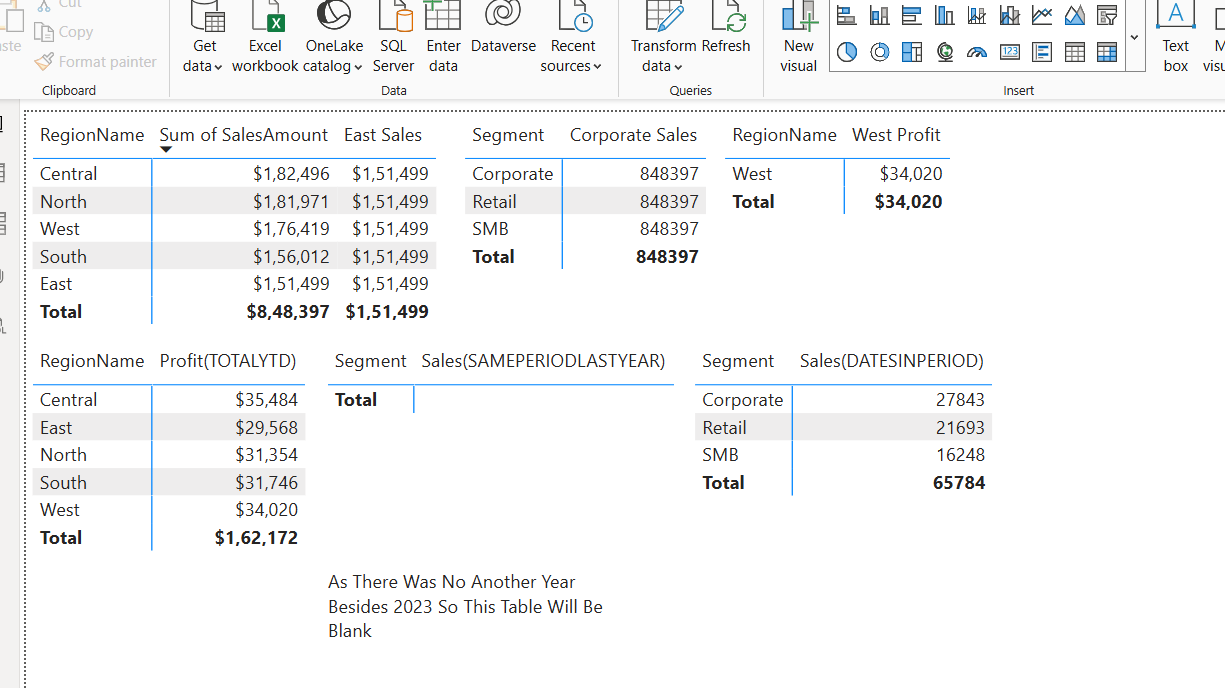 Cut
Copy
Format painter
Clipboard
Get data
Excel workbook
OneLake catalog
SQL Server
Enter data
Dataverse
Recent sources
Data
Transform data
Refresh
Queries
New visual
123
Insert
A
Text box
RegionName Sum of SalesAmount East Sales
Central $1,82,496 $1,51,499
North $1,81,971 $1,51,499
West $1,76,419 $1,51,499
South $1,56,012 $1,51,499
East $1,51,499 $1,51,499
Total $8,48,397 $1,51,499
Segment Corporate Sales
Corporate 848397
Retail 848397
SMB 848397
Total 848397
RegionName West Profit
West $34,020
Total $34,020
RegionName Profit(TOTALYTD)
Central $35,484
East $29,568
North $31,354
South $31,746
West $34,020
Total $1,62,172
Segment Sales(SAMEPERIODLASTYEAR)
Total
Segment Sales(DATESINPERIOD)
Corporate 27843
Retail 21693
SMB 16248
Total 65784
As There Was No Another Year
Besides 2023 So This Table Will Be
Blank